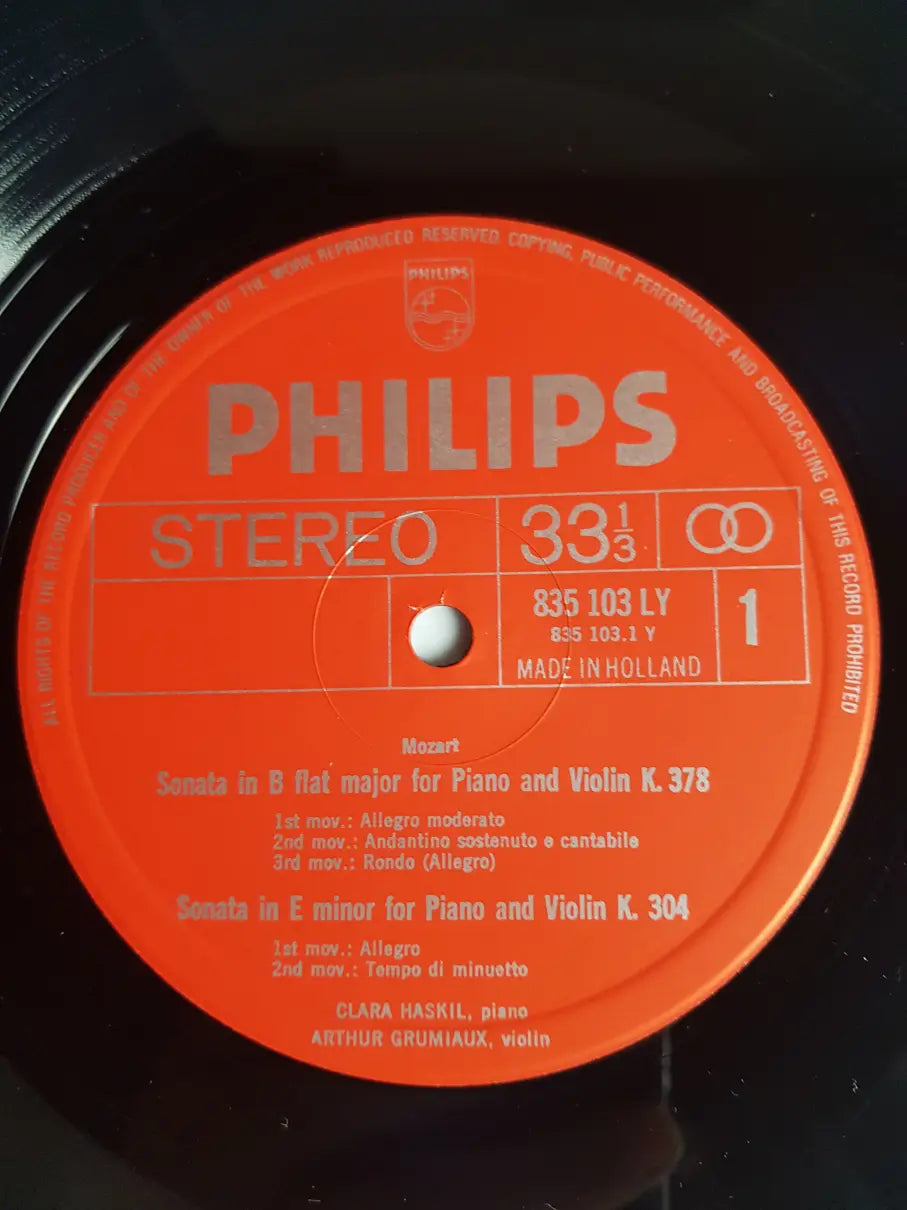 ALL RIGHTS OF THE RECORD PRODUCER AND OF THE OWNER OF THE WORK REPRODUCED RESERVED. COPYING, PUBLIC PERFORMANCE AND BROADCASTING OF THIS RECORD PROHIBITED
PHILIPS
PHILIPS
STEREO 33⅓
835 103 LY
835 103.1 Y
1
MADE IN HOLLAND
Mozart
Sonata in B flat major for Piano and Violin K. 378
1st mov.: Allegro moderato
2nd mov.: Andantino sostenuto e cantabile
3rd mov.: Rondo (Allegro)
Sonata in E minor for Piano and Violin K. 304
1st mov.: Allegro
2nd mov.: Tempo di minuetto
CLARA HASKIL, piano
ARTHUR GRUMIAUX, violin